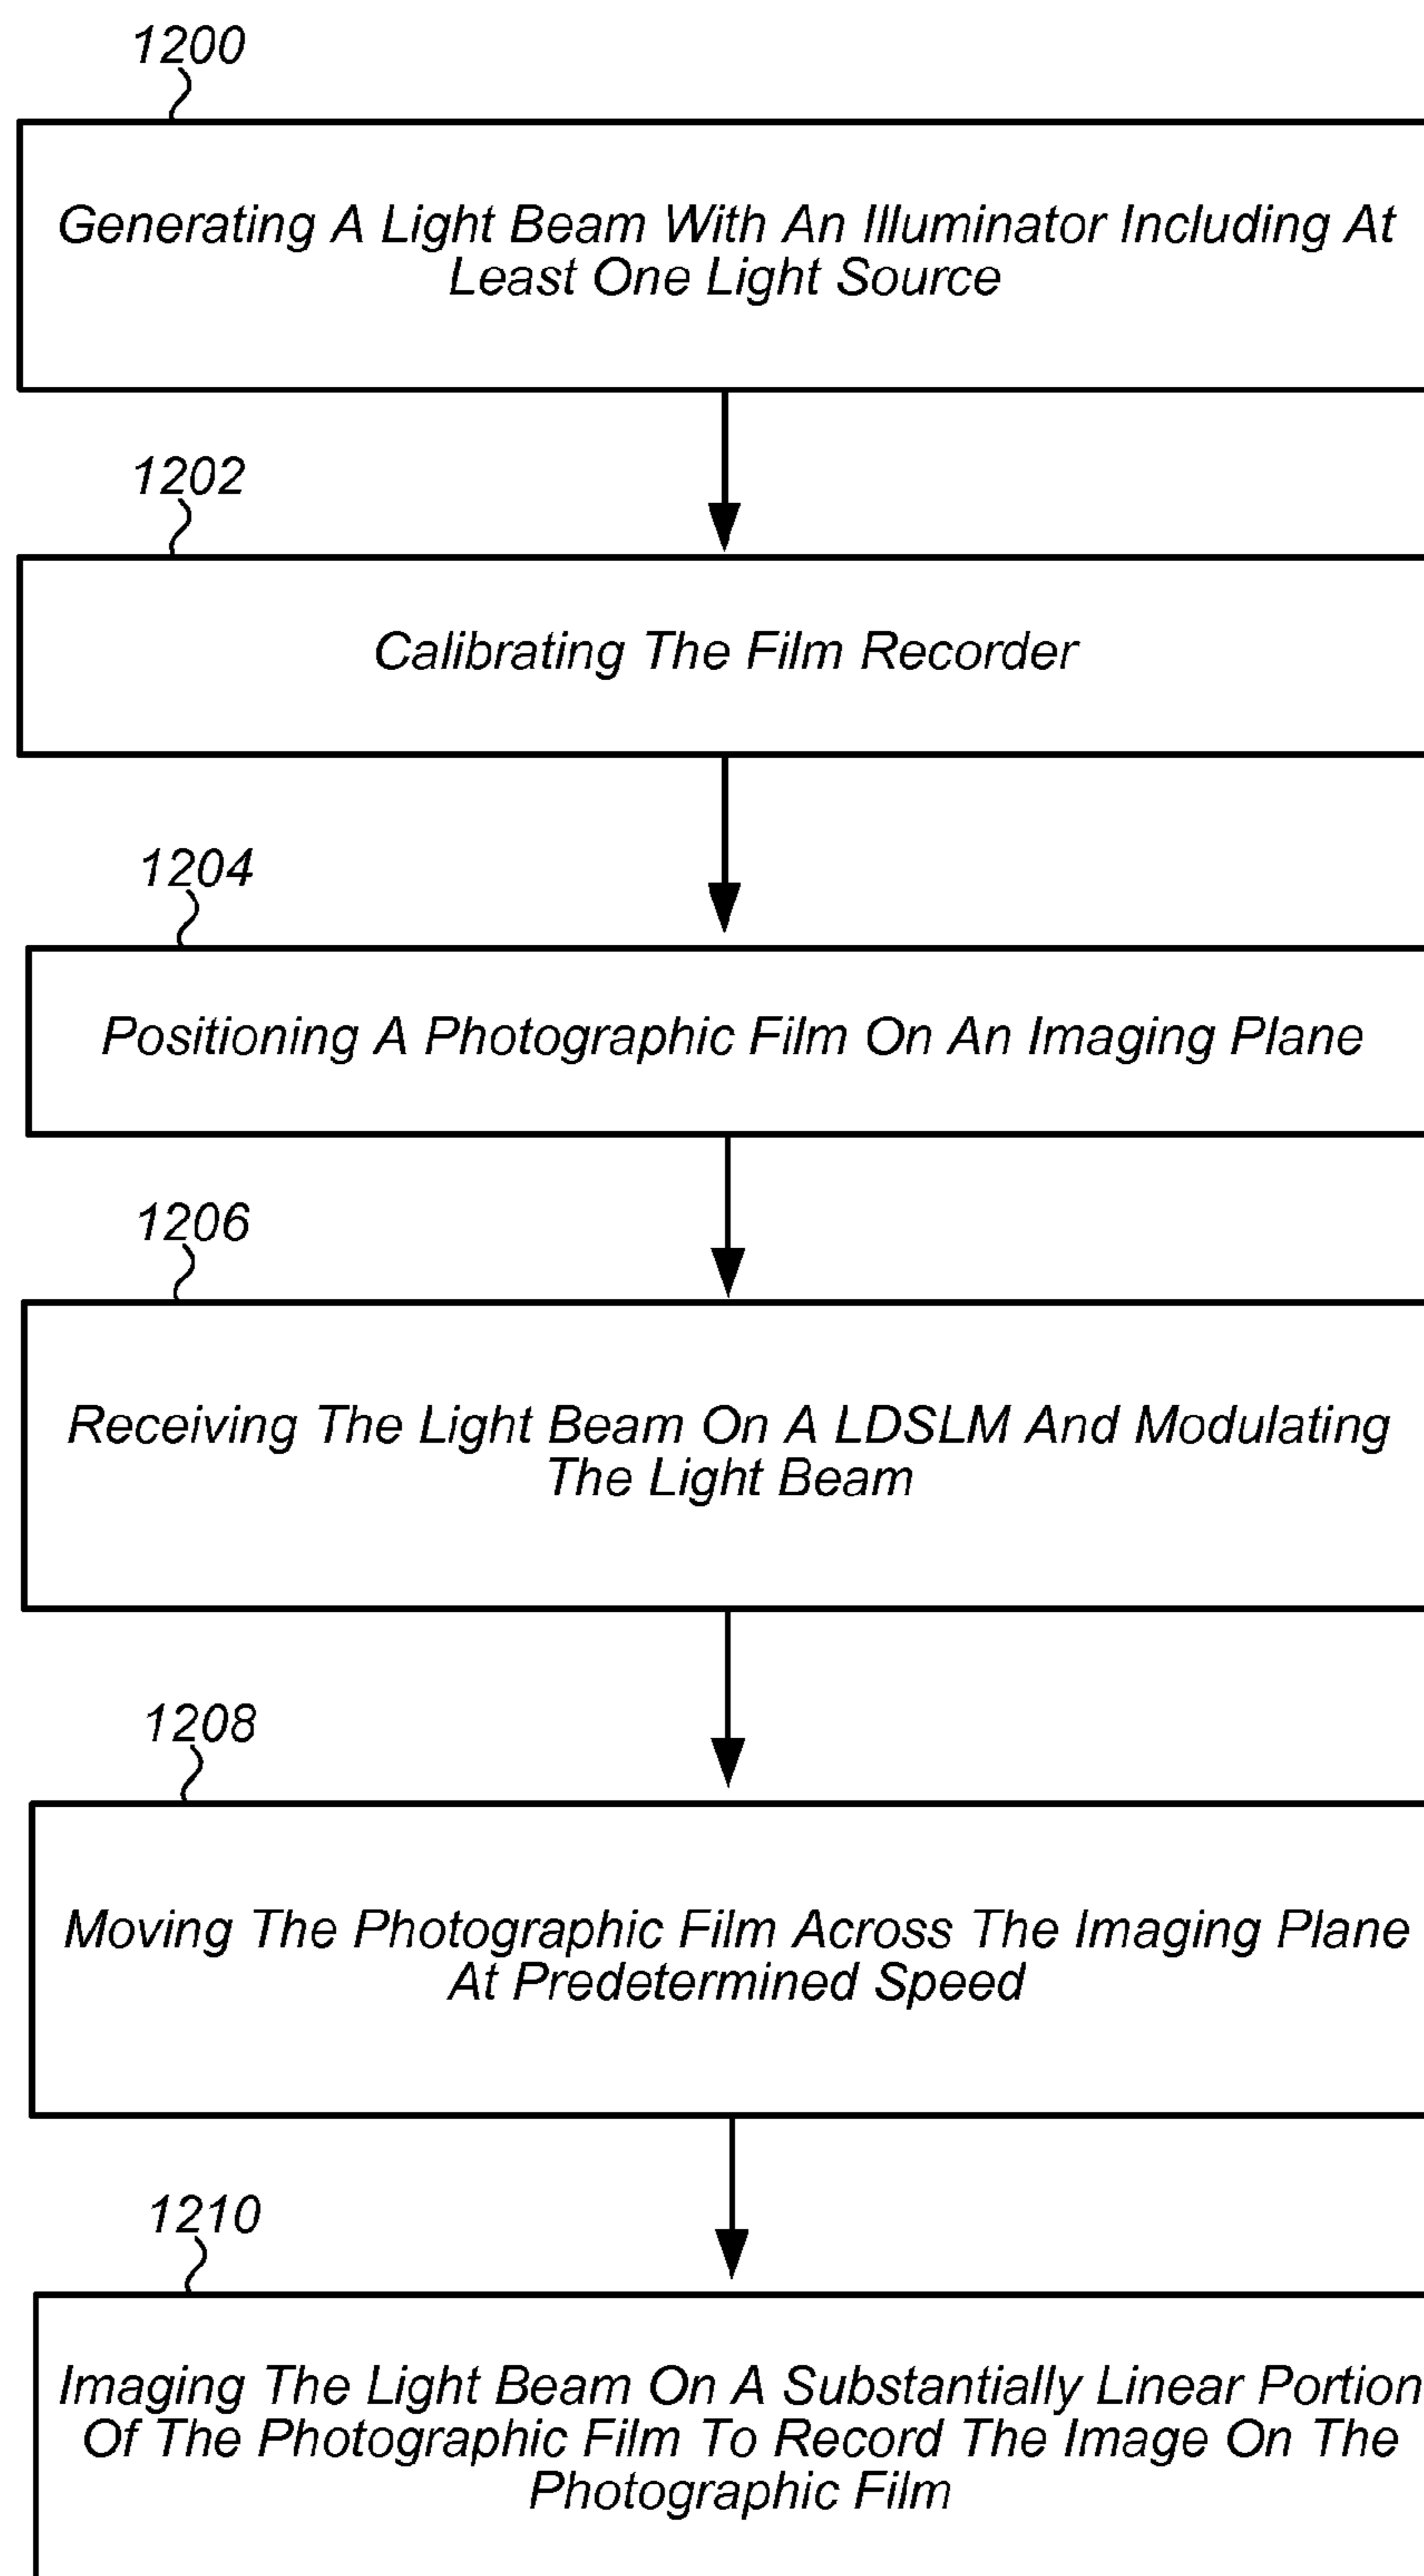 1200
Generating A Light Beam With An Illuminator Including At
Least One Light Source
1202
Calibrating The Film Recorder
1204
Positioning A Photographic Film On An Imaging Plane
1206
Receiving The Light Beam On A LDSLM And Modulating
The Light Beam
1208
Moving The Photographic Film Across The Imaging Plane
At Predetermined Speed
1210
Imaging The Light Beam On A Substantially Linear Portion
Of The Photographic Film To Record The Image On The
Photographic Film